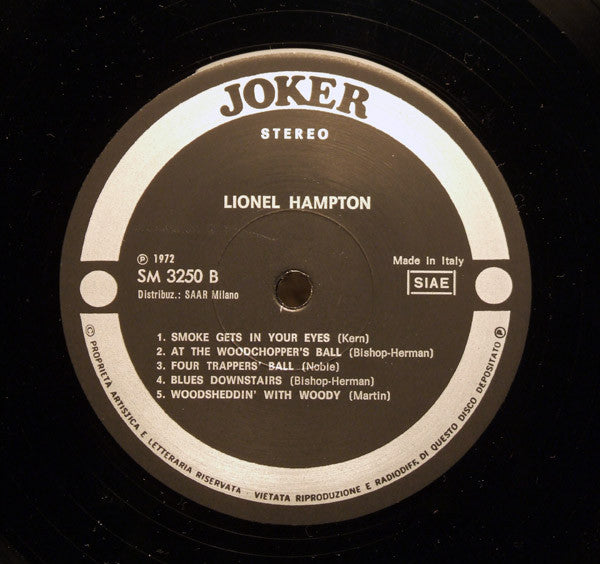 JOKER
STEREO
LIONEL HAMPTON
℗ 1972
SM 3250 B
Distribuz.: SAAR Milano
Made in Italy
SIAE
1. SMOKE GETS IN YOUR EYES (Kern)
2. AT THE WOODCHOPPER'S BALL (Bishop-Herman)
3. FOUR TRAPPERS' BALL (Noble)
4. BLUES DOWNSTAIRS (Bishop-Herman)
5. WOODSHEDDIN' WITH WOODY (Martin)
© PROPRIETÀ ARTISTICA E LETTERARIA RISERVATA - VIETATA RIPRODUZIONE E RADIODIFF. DI QUESTO DISCO DEPOSITATO ℗